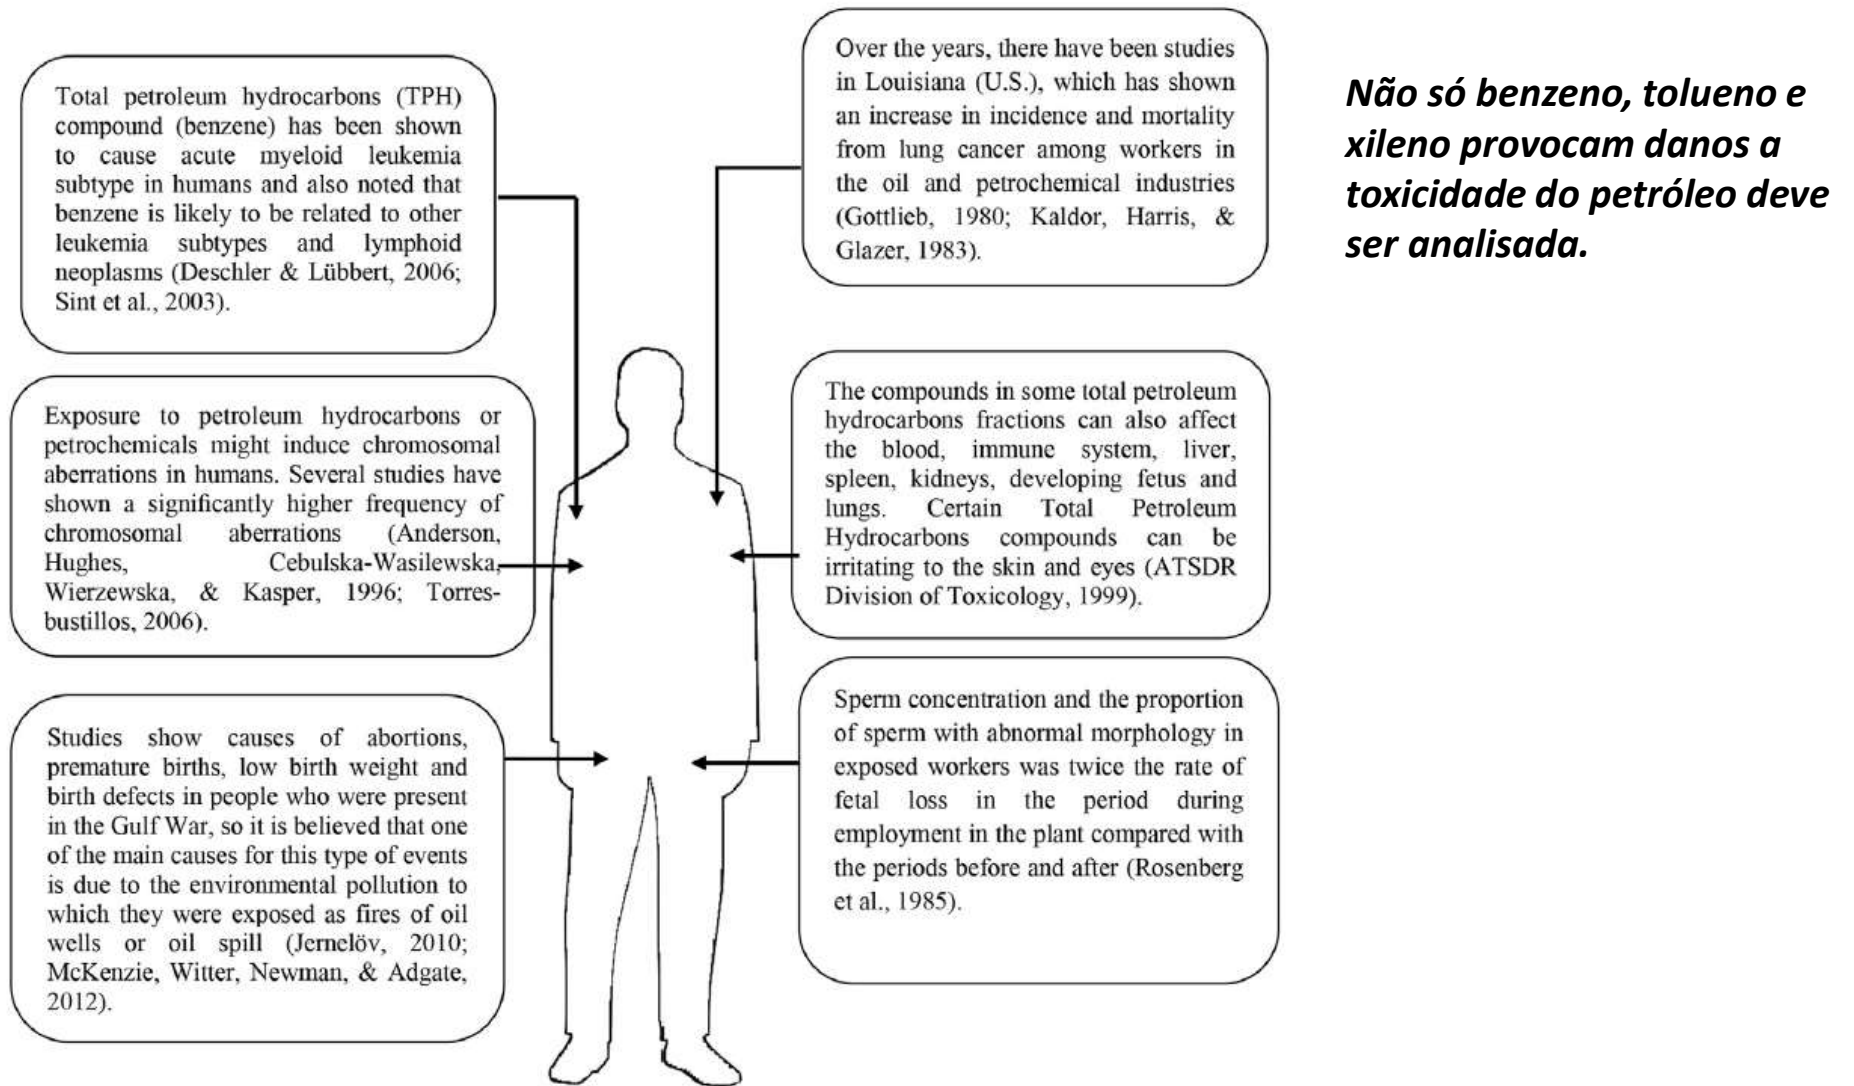 Total petroleum hydrocarbons (TPH)
compound (benzene) has been shown
to cause acute myeloid leukemia
subtype in humans and also noted that
benzene is likely to be related to other
leukemia subtypes and lymphoid
neoplasms (Deschler & Lübbert, 2006;
Sint et al., 2003).
Exposure to petroleum hydrocarbons or
petrochemicals might induce chromosomal
aberrations in humans. Several studies have
shown a significantly higher frequency of
chromosomal aberrations (Anderson,
Hughes, Cebulska-Wasilewska,
Wierzewska, & Kasper, 1996; Torres-
bustillos, 2006).
Studies show causes of abortions,
premature births, low birth weight and
birth defects in people who were present
in the Gulf War, so it is believed that one
of the main causes for this type of events
is due to the environmental pollution to
which they were exposed as fires of oil
wells or oil spill (Jernelöv, 2010;
McKenzie, Witter, Newman, & Adgate,
2012).
Over the years, there have been studies
in Louisiana (U.S.), which has shown
an increase in incidence and mortality
from lung cancer among workers in
the oil and petrochemical industries
(Gottlieb, 1980; Kaldor, Harris, &
Glazer, 1983).
The compounds in some total petroleum
hydrocarbons fractions can also affect
the blood, immune system, liver,
spleen, kidneys, developing fetus and
lungs. Certain Total Petroleum
Hydrocarbons compounds can be
irritating to the skin and eyes (ATSDR
Division of Toxicology, 1999).
Sperm concentration and the proportion
of sperm with abnormal morphology in
exposed workers was twice the rate of
fetal loss in the period during
employment in the plant compared with
the periods before and after (Rosenberg
et al., 1985).
Não só benzeno, tolueno e
xileno provocam danos a
toxicidade do petróleo deve
ser analisada.